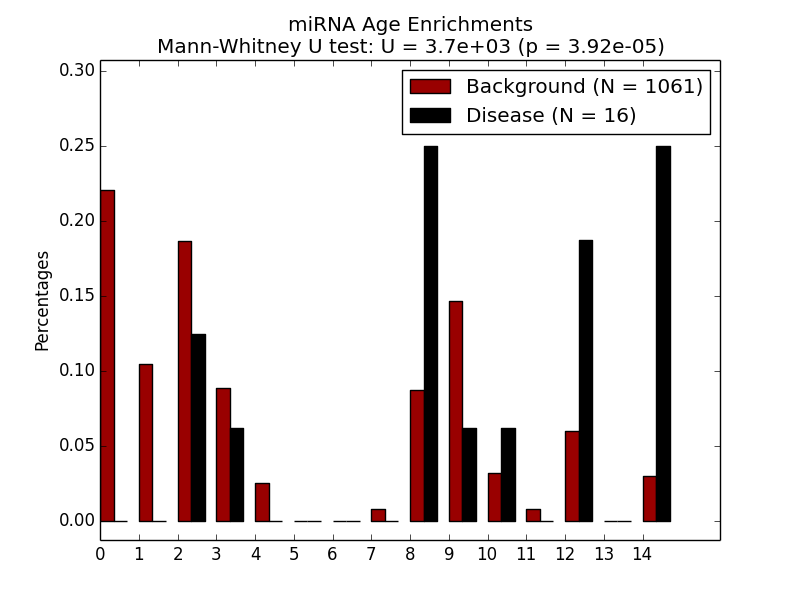 miRNA Age Enrichments
Mann-Whitney U test: U = 3.7e+03 (p = 3.92e-05)
Background (N = 1061)
Disease (N = 16)
Percentages
0.30
0.25
0.20
0.15
0.10
0.05
0.00
0 1 2 3 4 5 6 7 8 9 10 11 12 13 14